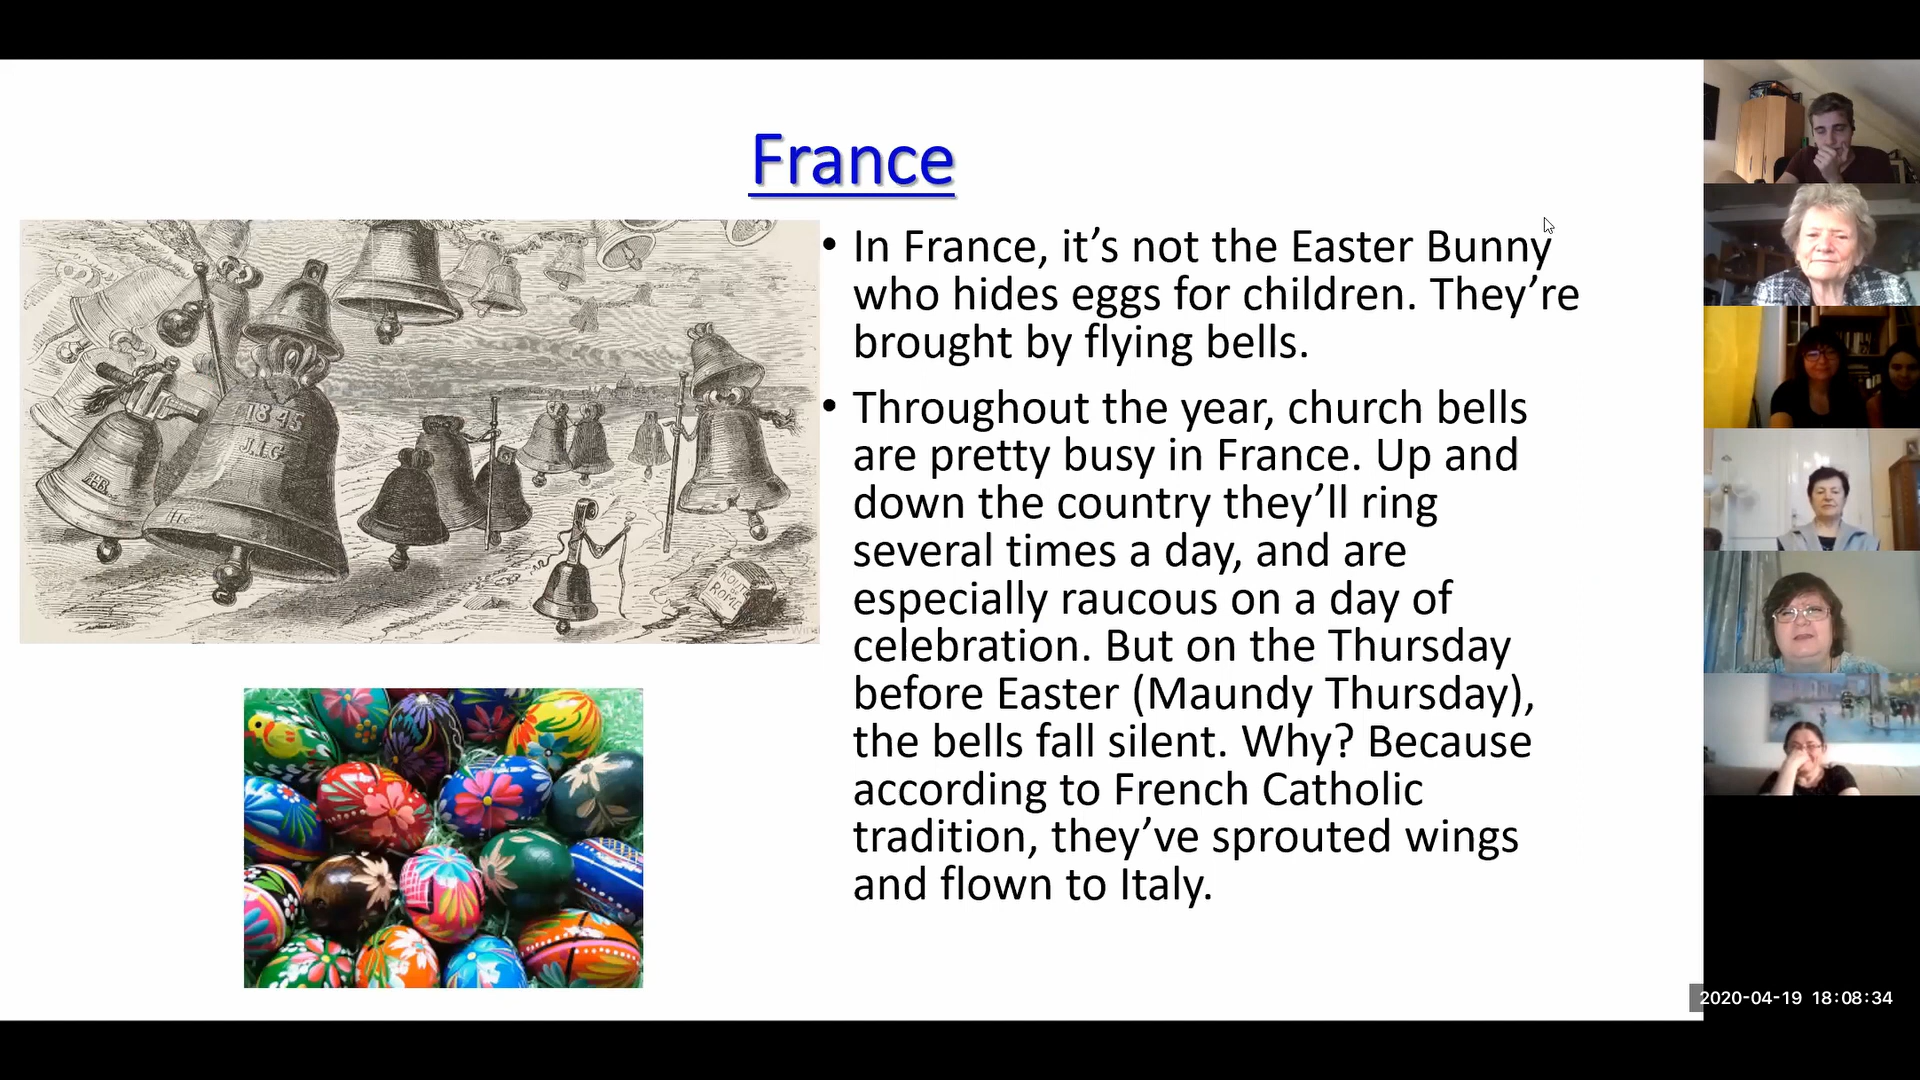 France
• In France, it’s not the Easter Bunny
who hides eggs for children. They’re
brought by flying bells.
• Throughout the year, church bells
are pretty busy in France. Up and
down the country they’ll ring
several times a day, and are
especially raucous on a day of
celebration. But on the Thursday
before Easter (Maundy Thursday),
the bells fall silent. Why? Because
according to French Catholic
tradition, they’ve sprouted wings
and flown to Italy.
1845
J.F.G.
ROUTE
ROME
2020-04-19 18:08:34